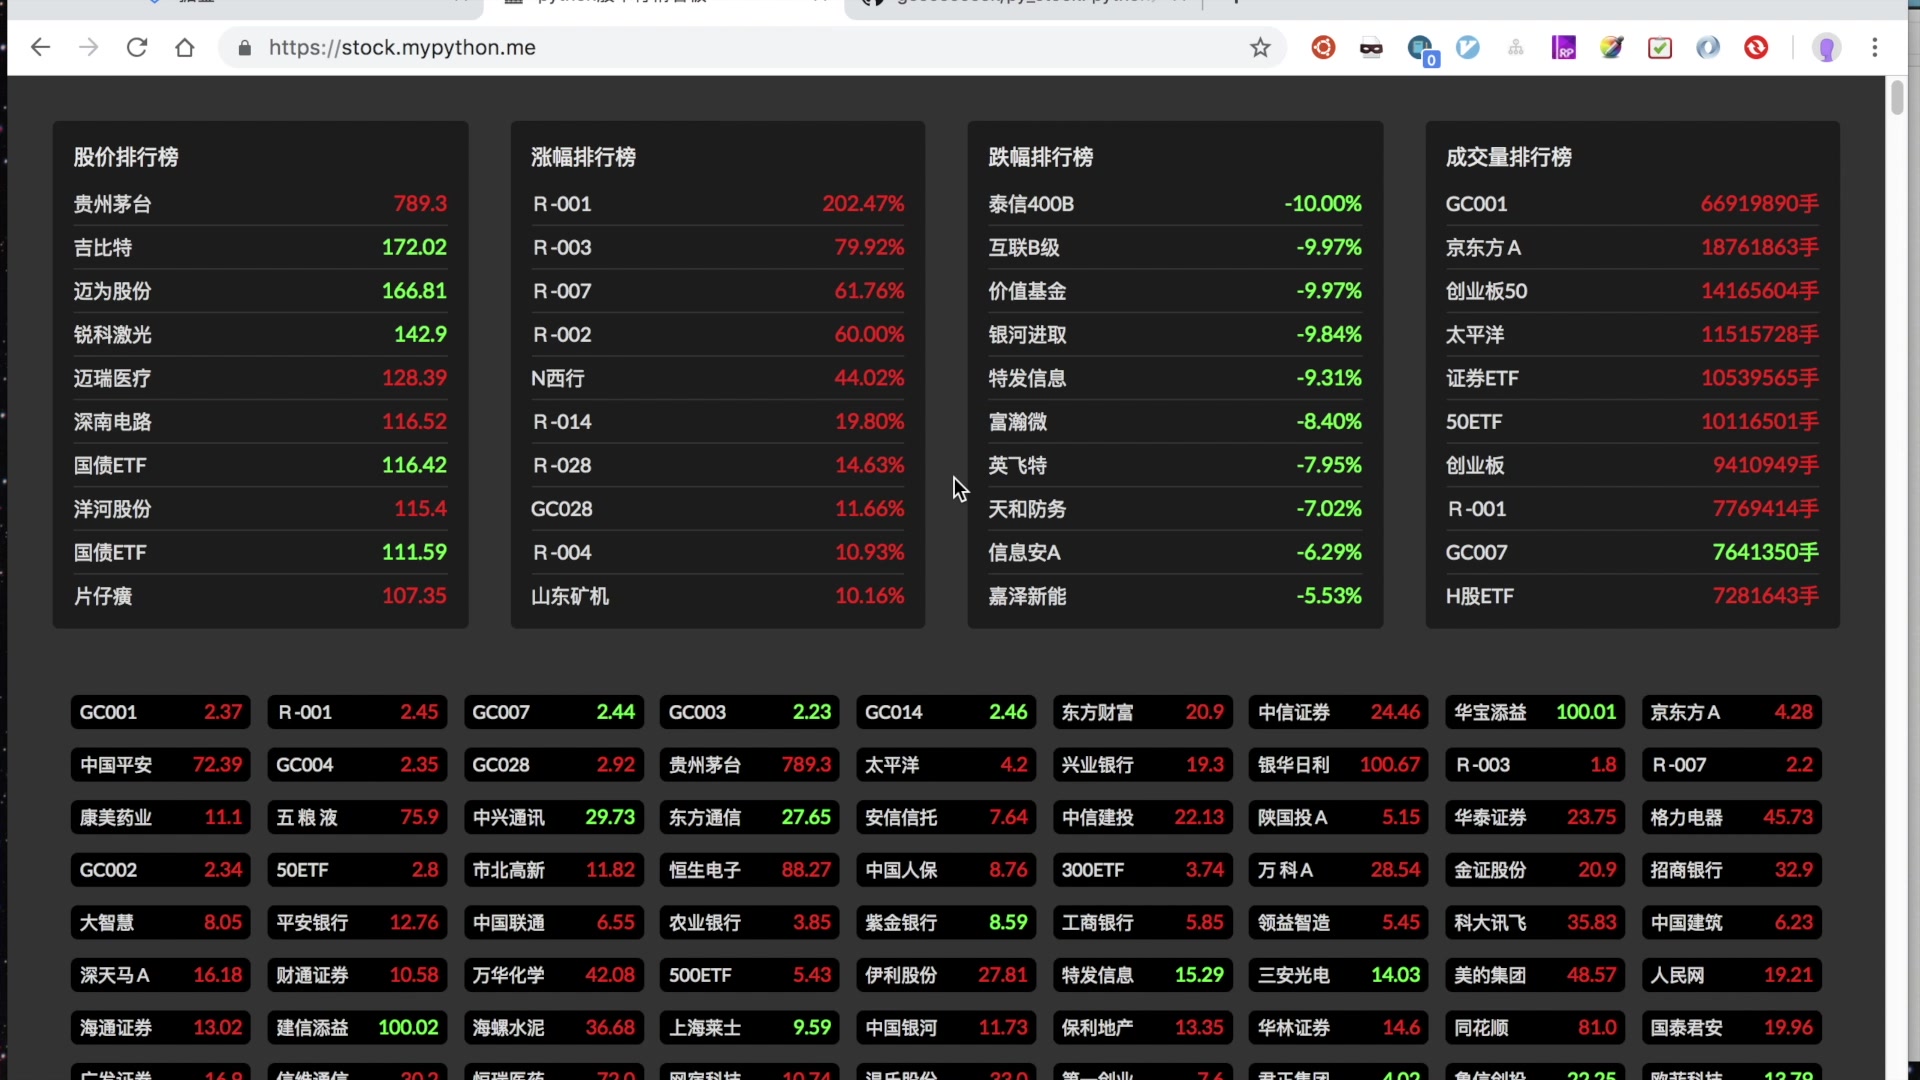 https://stock.mypython.me
0
RP
股价排行榜
贵州茅台 789.3
吉比特 172.02
迈为股份 166.81
锐科激光 142.9
迈瑞医疗 128.39
深南电路 116.52
国债ETF 116.42
洋河股份 115.4
国债ETF 111.59
片仔癀 107.35
涨幅排行榜
R-001 202.47%
R-003 79.92%
R-007 61.76%
R-002 60.00%
N西行 44.02%
R-014 19.80%
R-028 14.63%
GC028 11.66%
R-004 10.93%
山东矿机 10.16%
跌幅排行榜
泰信400B -10.00%
互联B级 -9.97%
价值基金 -9.97%
银河进取 -9.84%
特发信息 -9.31%
富瀚微 -8.40%
英飞特 -7.95%
天和防务 -7.02%
信息安A -6.29%
嘉泽新能 -5.53%
成交量排行榜
GC001 66919890手
京东方A 18761863手
创业板50 14165604手
太平洋 11515728手
证券ETF 10539565手
50ETF 10116501手
创业板 9410949手
R-001 7769414手
GC007 7641350手
H股ETF 7281643手
GC001 2.37 R-001 2.45 GC007 2.44 GC003 2.23 GC014 2.46 东方财富 20.9 中信证券 24.46 华宝添益 100.01 京东方A 4.28
中国平安 72.39 GC004 2.35 GC028 2.92 贵州茅台 789.3 太平洋 4.2 兴业银行 19.3 银华日利 100.67 R-003 1.8 R-007 2.2
康美药业 11.1 五粮液 75.9 中兴通讯 29.73 东方通信 27.65 安信信托 7.64 中信建投 22.13 陕国投A 5.15 华泰证券 23.75 格力电器 45.73
GC002 2.34 50ETF 2.8 市北高新 11.82 恒生电子 88.27 中国人保 8.76 300ETF 3.74 万科A 28.54 金证股份 20.9 招商银行 32.9
大智慧 8.05 平安银行 12.76 中国联通 6.55 农业银行 3.85 紫金银行 8.59 工商银行 5.85 领益智造 5.45 科大讯飞 35.83 中国建筑 6.23
深天马A 16.18 财通证券 10.58 万华化学 42.08 500ETF 5.43 伊利股份 27.81 特发信息 15.29 三安光电 14.03 美的集团 48.57 人民网 19.21
海通证券 13.02 建信添益 100.02 海螺水泥 36.68 上海莱士 9.59 中国银河 11.73 保利地产 13.35 华林证券 14.6 同花顺 81.0 国泰君安 19.96